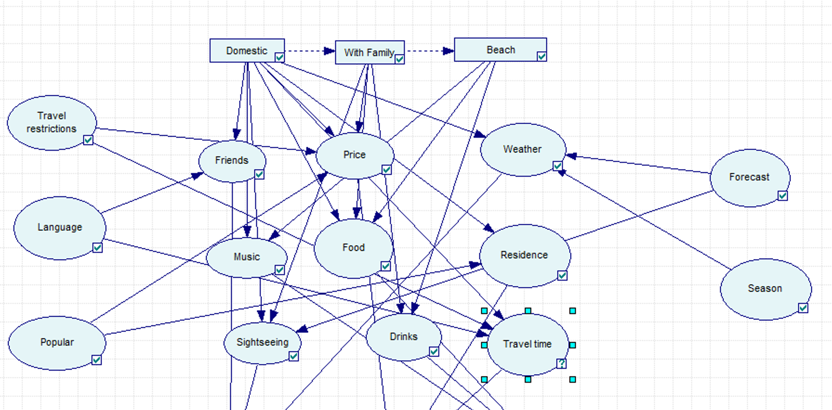 Domestic
With Family
Beach
Travel
restrictions
Friends
Price
Weather
Forecast
Language
Music
Food
Residence
Season
Popular
Sightseeing
Drinks
Travel time
?